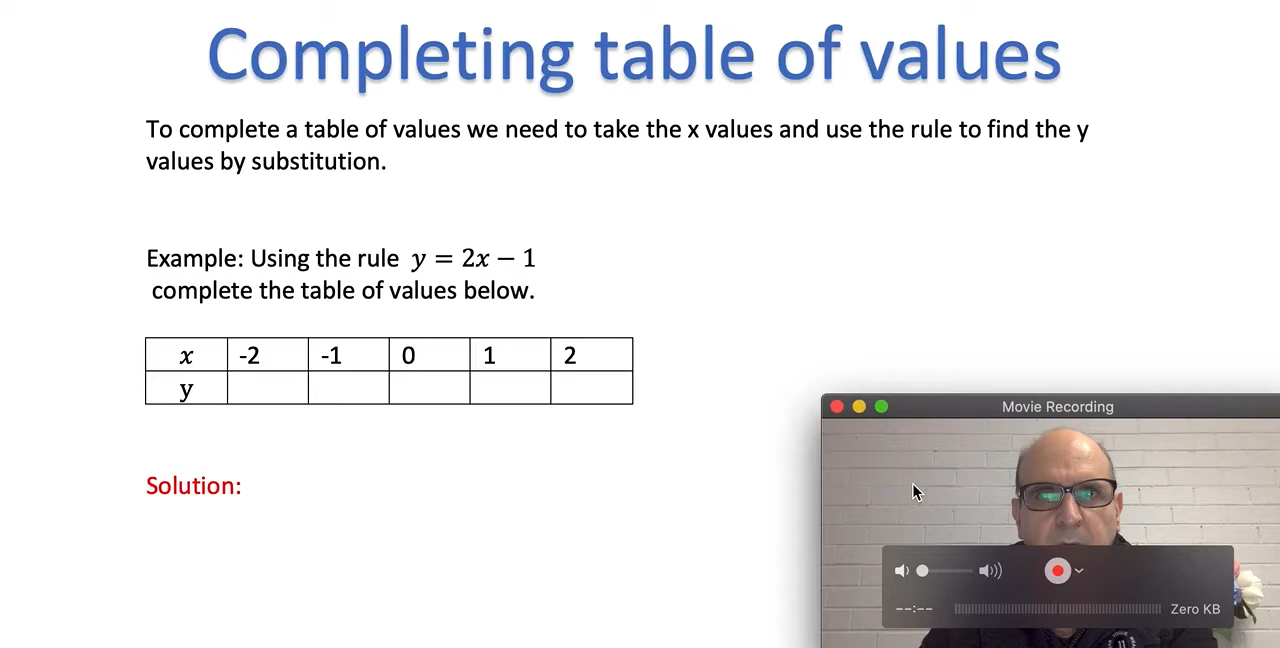 Completing table of values
To complete a table of values we need to take the x values and use the rule to find the y
values by substitution.
Example: Using the rule y = 2x − 1
complete the table of values below.
x -2 -1 0 1 2
y
Solution:
Movie Recording
--:-- Zero KB